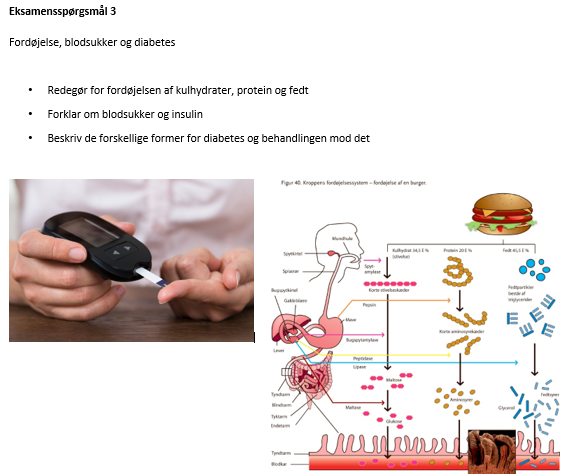 Eksamensspørgsmål 3
Fordøjelse, blodsukker og diabetes
• Redegør for fordøjelsen af kulhydrater, protein og fedt
• Forklar om blodsukker og insulin
• Beskriv de forskellige former for diabetes og behandlingen mod det
Figur 40. Kroppens fordøjelsessystem – fordøjelse af en burger.
Mundhule
Kulhydrat 34,5 E %
(stivelse)
Protein 20 E %
Fedt 45,5 E %
Spytkirtel
Spyt-
amylase
Spiserør
Korte stivelseskæder
Fedtpartikler
består af
triglycerider
Bugspytkirtel
Galdeblære
Pepsin
Mave
Korte aminosyrekæder
Bugspytamylase
Lever
Peptidase
Lipase
Maltose
Tyndtarm
Blindtarm
Tyktarm
Endetarm
Maltase
Aminosyrer
Glycerol
Fedtsyrer
Glukose
Tyndtarm
Blodkar